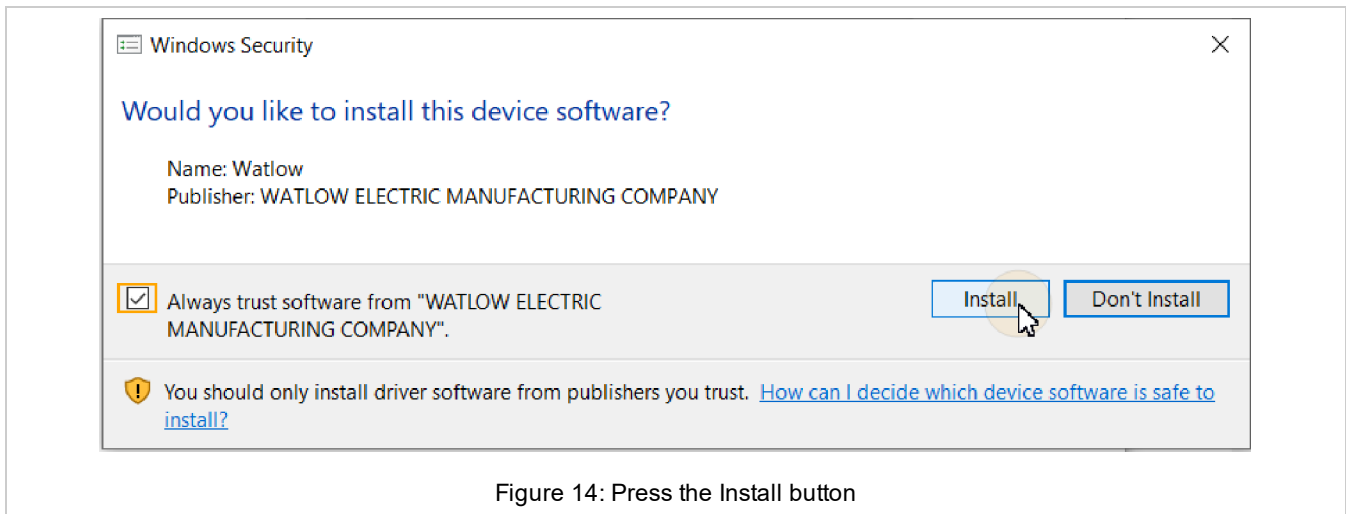 Windows Security
Would you like to install this device software?
Name: Watlow
Publisher: WATLOW ELECTRIC MANUFACTURING COMPANY
Always trust software from "WATLOW ELECTRIC
MANUFACTURING COMPANY".
Install
Don't Install
You should only install driver software from publishers you trust. How can I decide which device software is safe to
install?
Figure 14: Press the Install button